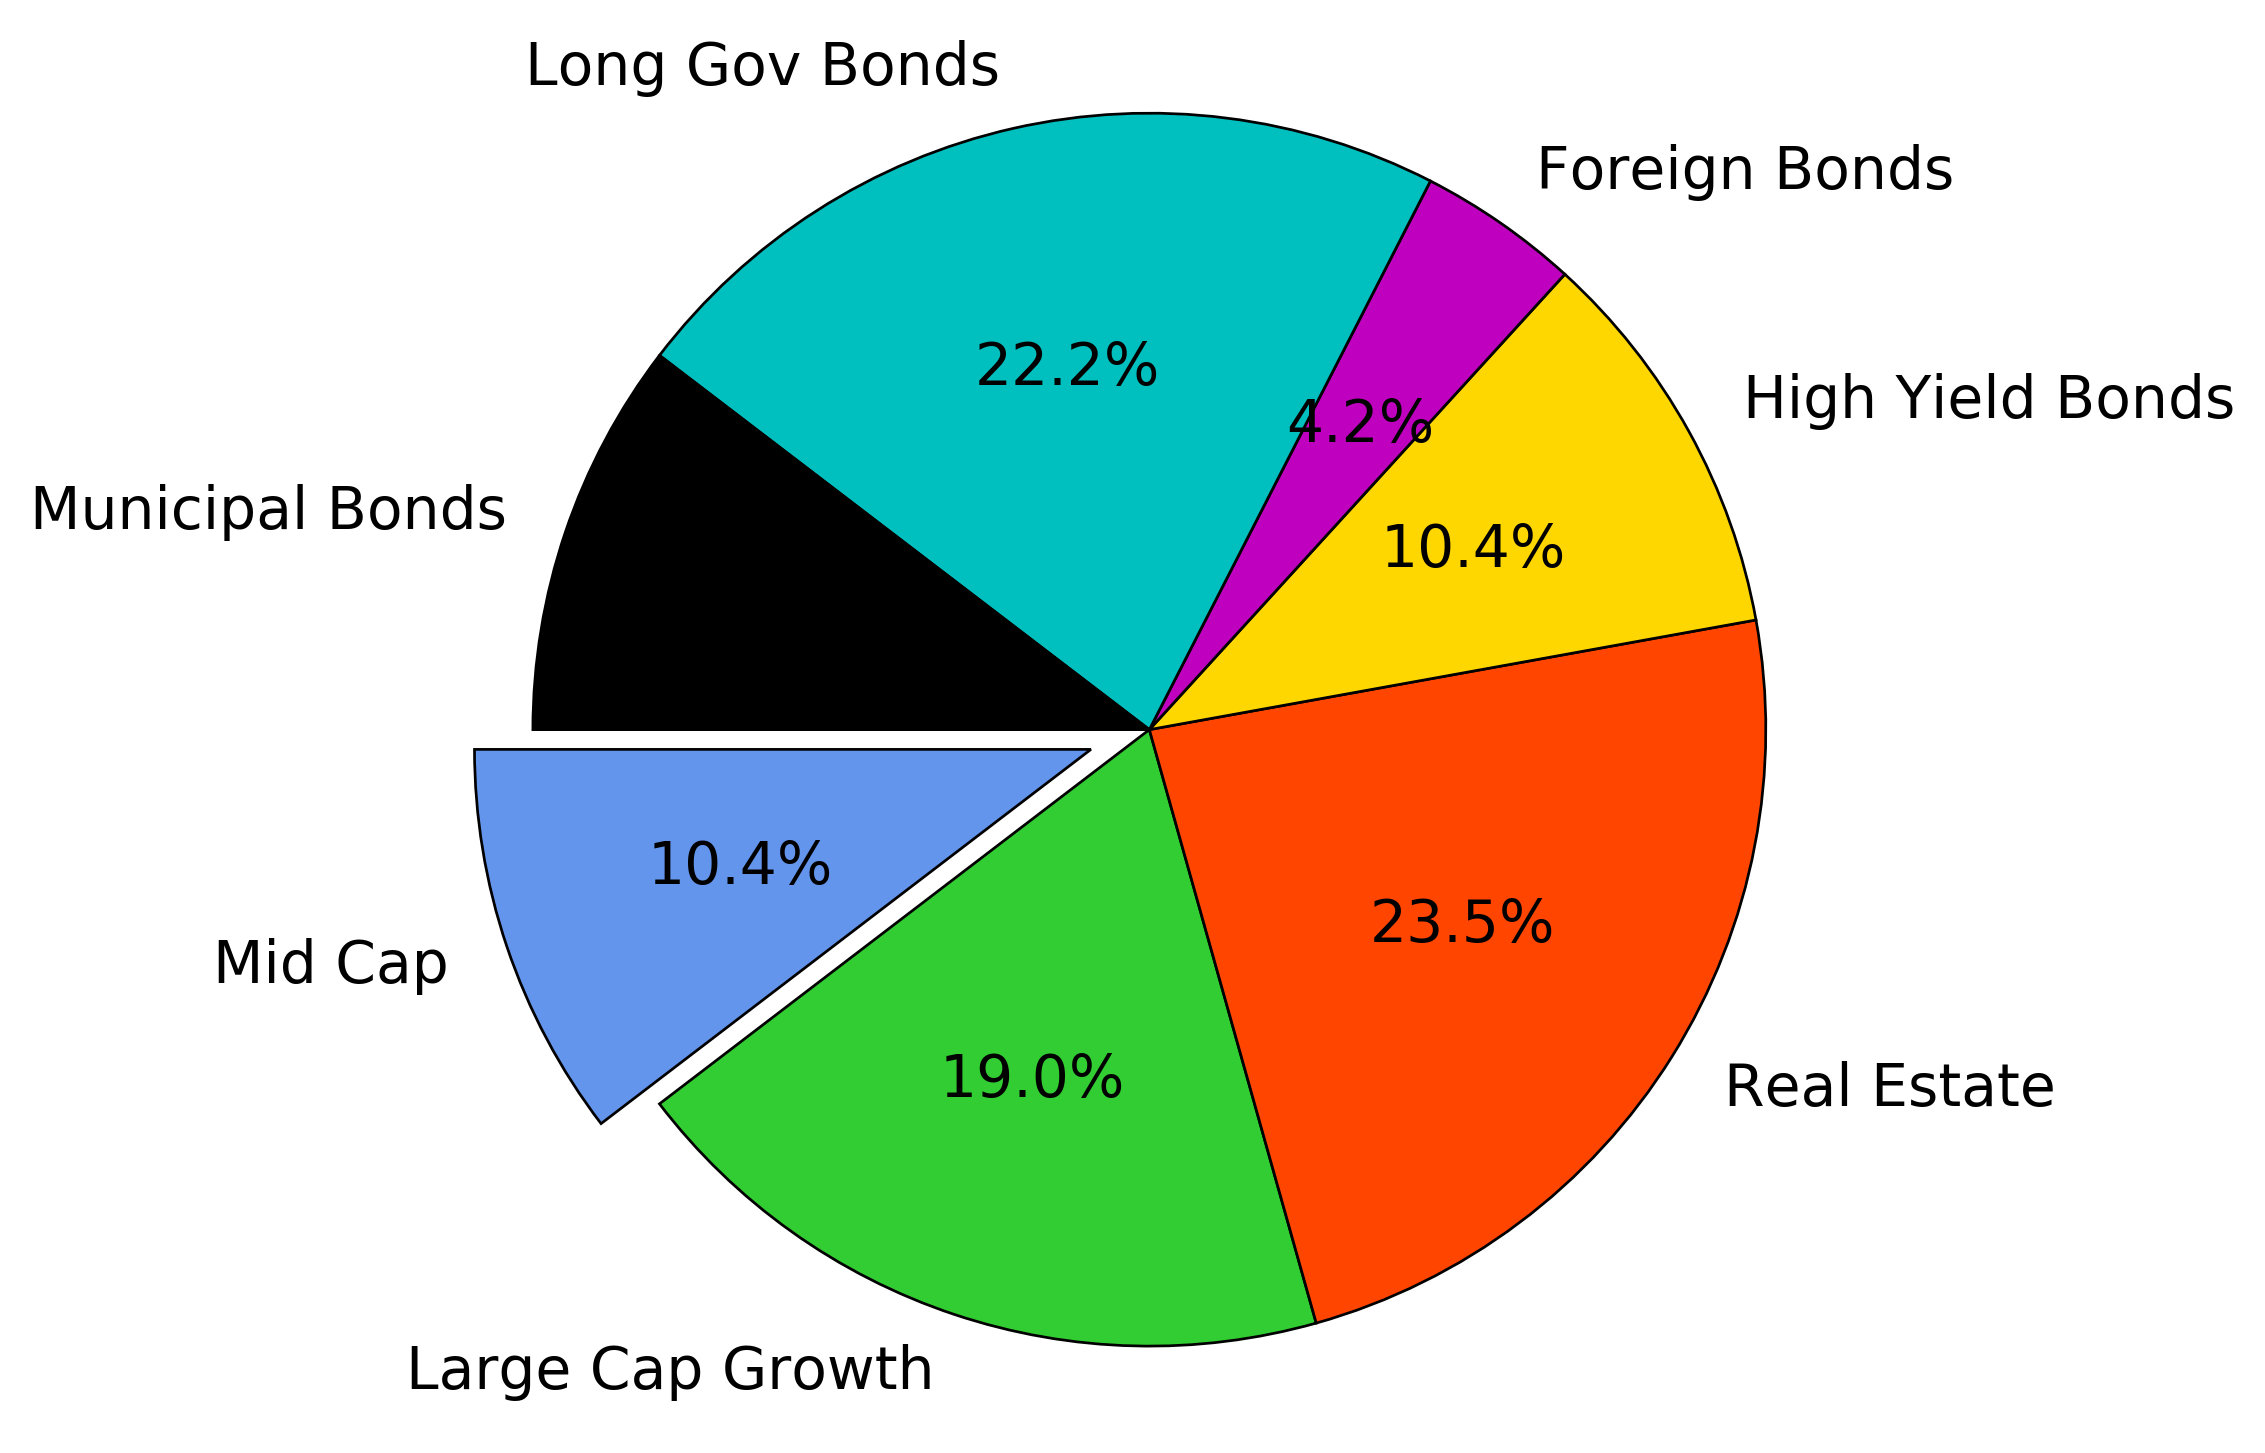 Long Gov Bonds
Foreign Bonds
22.2%
High Yield Bonds
4.2%
Municipal Bonds
10.4%
10.4%
23.5%
Mid Cap
19.0%
Real Estate
Large Cap Growth